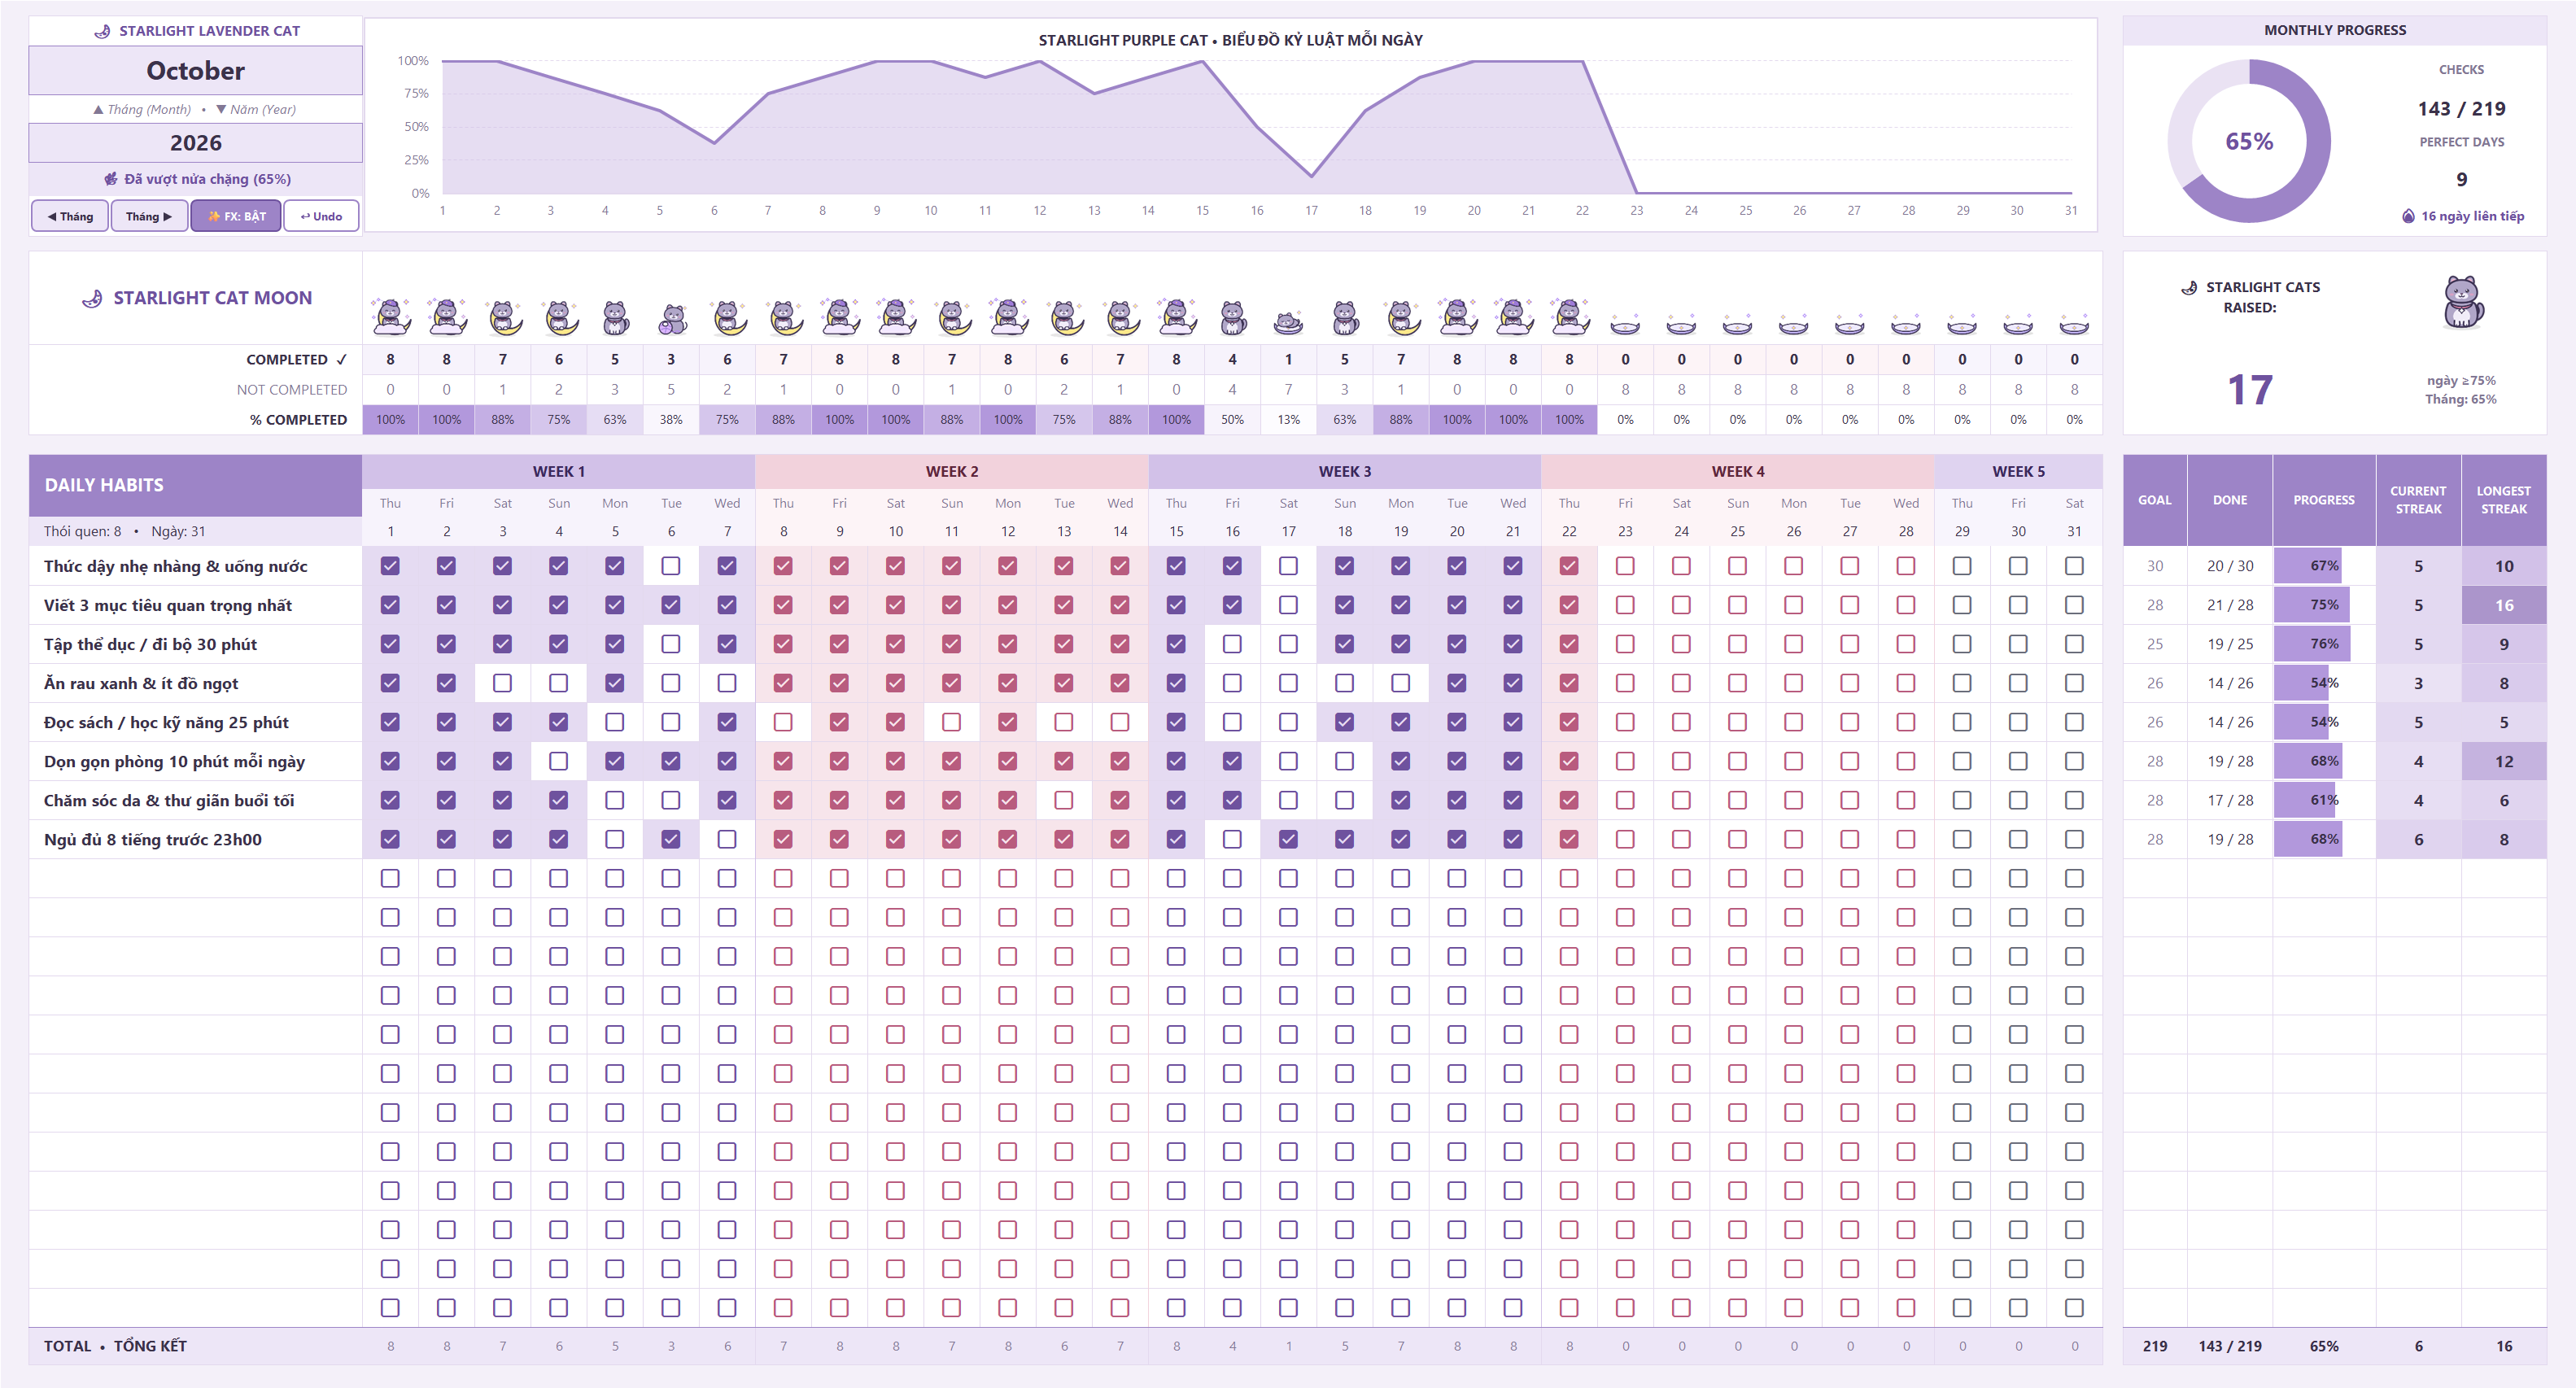 STARLIGHT LAVENDER CAT
October
▲ Tháng (Month) • ▼ Năm (Year)
2026
Đã vượt nửa chặng (65%)
◀ Tháng Tháng ▶ ✨ FX: BẬT ↩ Undo
STARLIGHT PURPLE CAT • BIỂU ĐỒ KỶ LUẬT MỖI NGÀY
100%
75%
50%
25%
0%
1 2 3 4 5 6 7 8 9 10 11 12 13 14 15 16 17 18 19 20 21 22 23 24 25 26 27 28 29 30 31
MONTHLY PROGRESS
65%
CHECKS
143 / 219
PERFECT DAYS
9
16 ngày liên tiếp
STARLIGHT CAT MOON
COMPLETED ✓ 8 8 7 6 5 3 6 7 8 8 7 8 6 7 8 4 1 5 7 8 8 8 0 0 0 0 0 0 0 0 0
NOT COMPLETED 0 0 1 2 3 5 2 1 0 0 1 0 2 1 0 4 7 3 1 0 0 0 8 8 8 8 8 8 8 8 8
% COMPLETED 100% 100% 88% 75% 63% 38% 75% 88% 100% 100% 88% 100% 75% 88% 100% 50% 13% 63% 88% 100% 100% 100% 0% 0% 0% 0% 0% 0% 0% 0% 0%
STARLIGHT CATS
RAISED:
17
ngày ≥75%
Tháng: 65%
DAILY HABITS
WEEK 1 WEEK 2 WEEK 3 WEEK 4 WEEK 5
Thu Fri Sat Sun Mon Tue Wed Thu Fri Sat Sun Mon Tue Wed Thu Fri Sat Sun Mon Tue Wed Thu Fri Sat Sun Mon Tue Wed Thu Fri Sat
Thói quen: 8 • Ngày: 31 1 2 3 4 5 6 7 8 9 10 11 12 13 14 15 16 17 18 19 20 21 22 23 24 25 26 27 28 29 30 31
GOAL DONE PROGRESS CURRENT STREAK LONGEST STREAK
Thức dậy nhẹ nhàng & uống nước 30 20 / 30 67% 5 10
Viết 3 mục tiêu quan trọng nhất 28 21 / 28 75% 5 16
Tập thể dục / đi bộ 30 phút 25 19 / 25 76% 5 9
Ăn rau xanh & ít đồ ngọt 26 14 / 26 54% 3 8
Đọc sách / học kỹ năng 25 phút 26 14 / 26 54% 5 5
Dọn gọn phòng 10 phút mỗi ngày 28 19 / 28 68% 4 12
Chăm sóc da & thư giãn buổi tối 28 17 / 28 61% 4 6
Ngủ đủ 8 tiếng trước 23h00 28 19 / 28 68% 6 8
TOTAL • TỔNG KẾT 8 8 7 6 5 3 6 7 8 8 7 8 6 7 8 4 1 5 7 8 8 8 0 0 0 0 0 0 0 0 0 219 143 / 219 65% 6 16